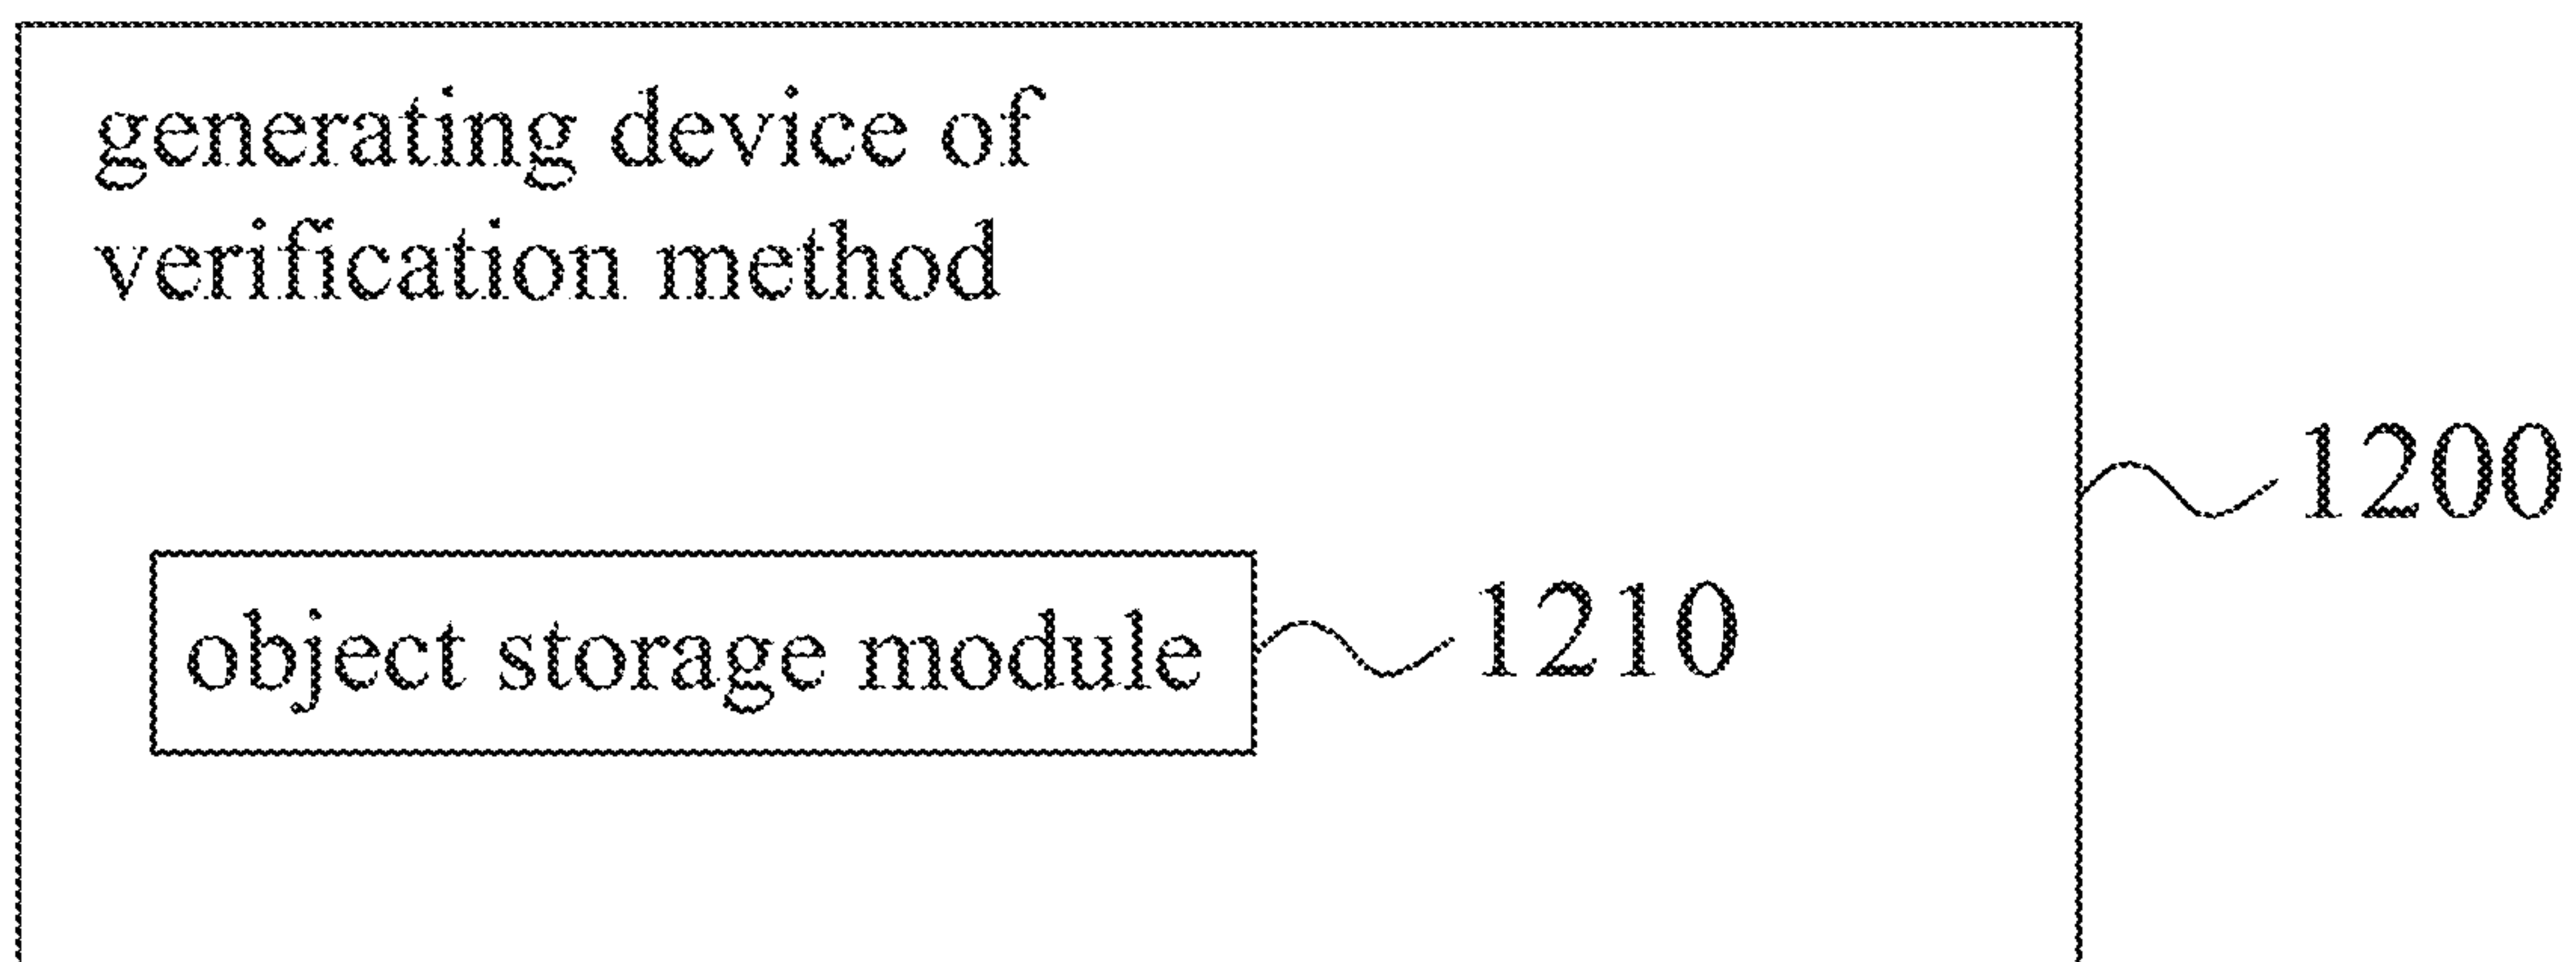 generating device of
verification method
1200
object storage module
1210